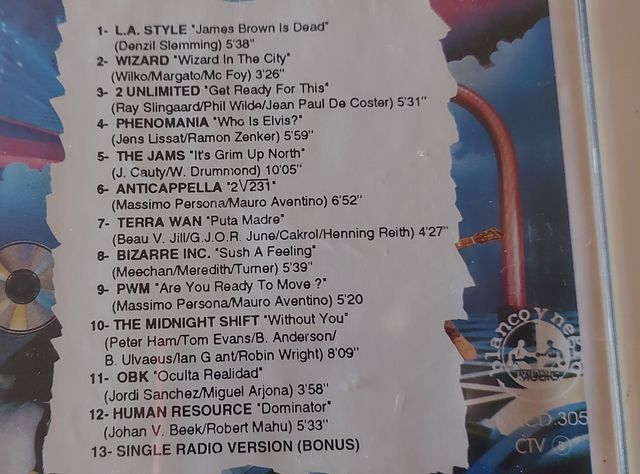 1- L.A. STYLE "James Brown Is Dead"
(Denzil Slemming) 5'38"
2- WIZARD "Wizard In The City"
(Wilko/Margato/Mc Foy) 3'26"
3- 2 UNLIMITED "Get Ready For This"
(Ray Slingaard/Phil Wilde/Jean Paul De Coster) 5'31"
4- PHENOMANIA "Who Is Elvis?"
(Jens Lissat/Ramon Zenker) 5'59"
5- THE JAMS "It's Grim Up North"
(J. Cauty/W. Drummond) 10'05"
6- ANTICAPPELLA "2√231"
(Massimo Persona/Mauro Aventino) 6'52"
7- TERRA WAN "Puta Madre"
(Beau V. Jill/G.J.O.R. June/Cakrol/Henning Reith) 4'27"
8- BIZARRE INC. "Sush A Feeling"
(Meechan/Meredith/Turner) 5'39"
9- PWM "Are You Ready To Move ?"
(Massimo Persona/Mauro Aventino) 5'20
10- THE MIDNIGHT SHIFT "Without You"
(Peter Ham/Tom Evans/B. Anderson/
B. Ulvaeus/Ian G ant/Robin Wright) 8'09"
11- OBK "Oculta Realidad"
(Jordi Sanchez/Miguel Arjona) 3'58"
12- HUMAN RESOURCE "Dominator"
(Johan V. Beek/Robert Mahu) 5'33"
13- SINGLE RADIO VERSION (BONUS)
blanco y negro
MUSIC
CD 305
CTV